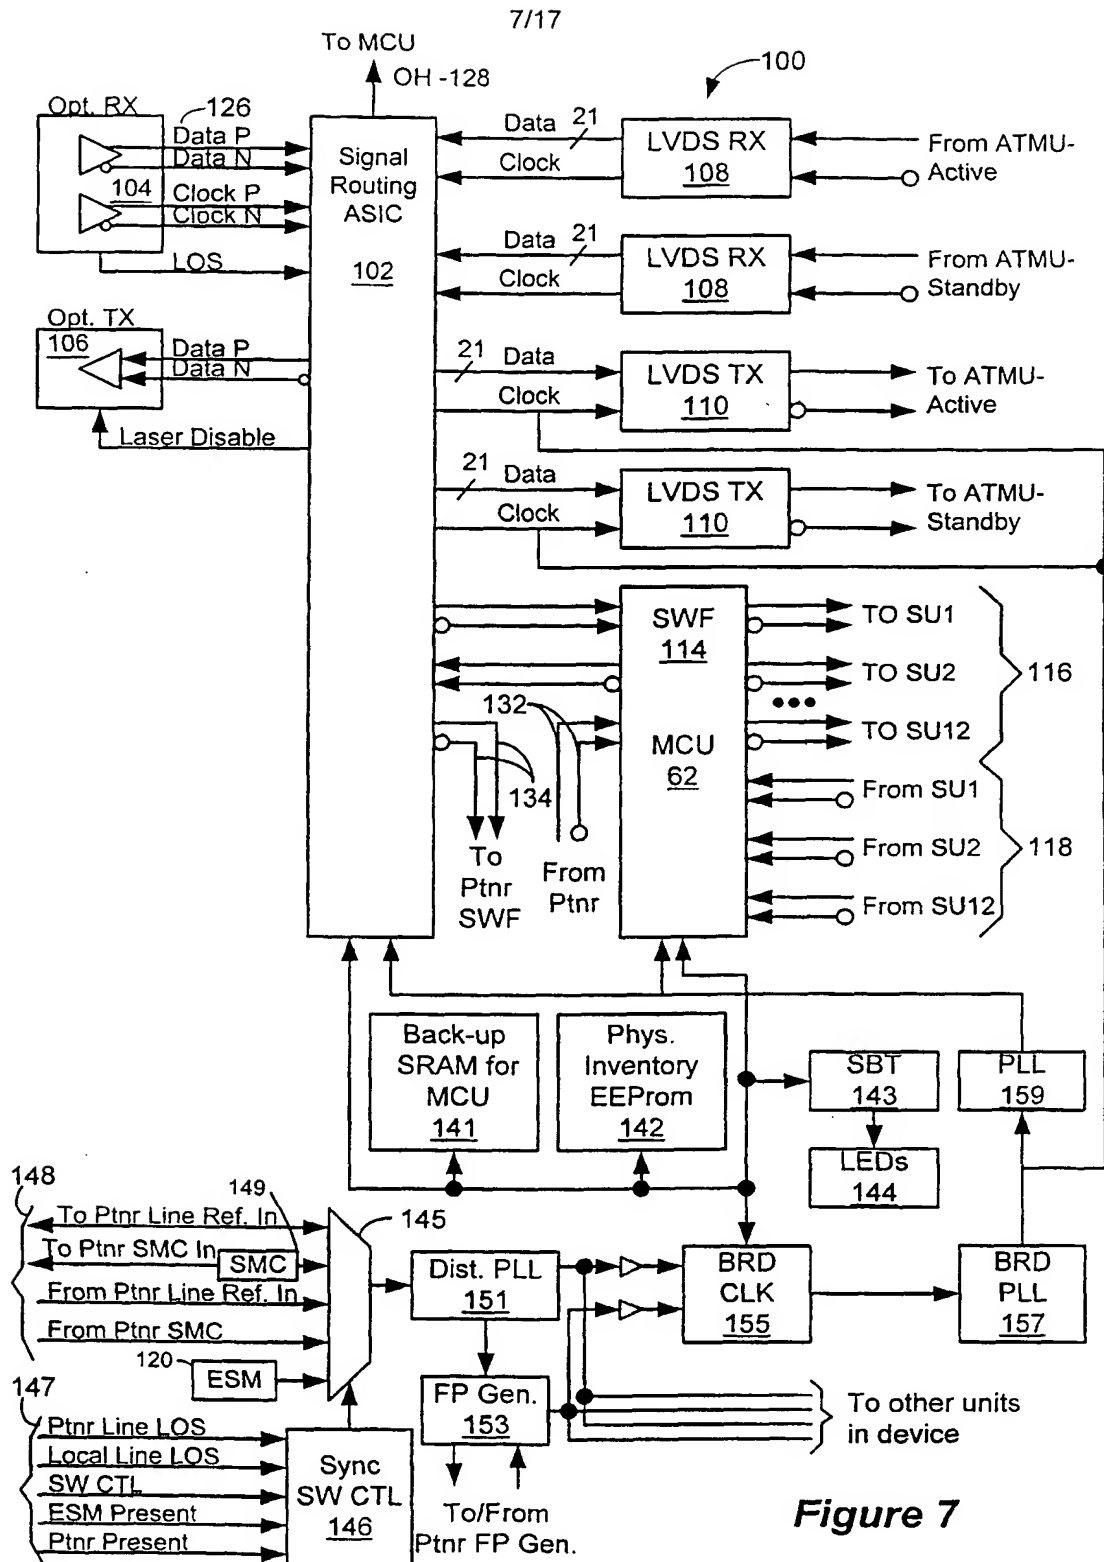 7/17
To MCU
OH -128
100
Opt. RX
126
Data P
Data N
104
Clock P
Clock N
LOS
Signal
Routing
ASIC
102
Data
21
Clock
LVDS RX
108
From ATMU-
Active
Data
21
Clock
LVDS RX
108
From ATMU-
Standby
Opt. TX
106
Data P
Data N
Laser Disable
21
Data
Clock
LVDS TX
110
To ATMU-
Active
21
Data
Clock
LVDS TX
110
To ATMU-
Standby
SWF
114
MCU
62
TO SU1
TO SU2
TO SU12
116
From SU1
From SU2
From SU12
118
132
134
To
Ptnr
SWF
From
Ptnr
Back-up
SRAM for
MCU
141
Phys.
Inventory
EEProm
142
SBT
143
LEDs
144
PLL
159
148
To Ptnr Line Ref. In
149
To Ptnr SMC In
SMC
From Ptnr Line Ref. In
From Ptnr SMC
120
ESM
145
Dist. PLL
151
FP Gen.
153
BRD
CLK
155
BRD
PLL
157
147
Ptnr Line LOS
Local Line LOS
SW CTL
ESM Present
Ptnr Present
Sync
SW CTL
146
To/From
Ptnr FP Gen.
To other units
in device
Figure 7